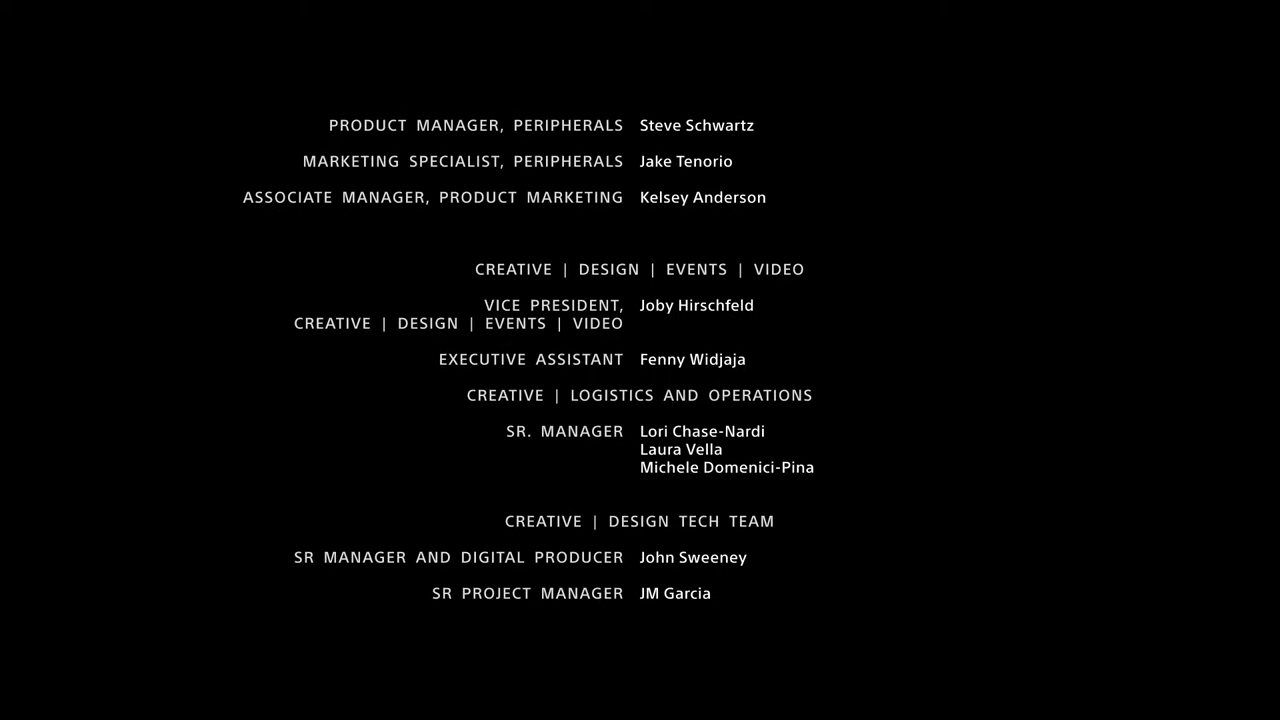 PRODUCT MANAGER, PERIPHERALS Steve Schwartz
MARKETING SPECIALIST, PERIPHERALS Jake Tenorio
ASSOCIATE MANAGER, PRODUCT MARKETING Kelsey Anderson
CREATIVE | DESIGN | EVENTS | VIDEO
VICE PRESIDENT, Joby Hirschfeld
CREATIVE | DESIGN | EVENTS | VIDEO
EXECUTIVE ASSISTANT Fenny Widjaja
CREATIVE | LOGISTICS AND OPERATIONS
SR. MANAGER Lori Chase-Nardi
Laura Vella
Michele Domenici-Pina
CREATIVE | DESIGN TECH TEAM
SR MANAGER AND DIGITAL PRODUCER John Sweeney
SR PROJECT MANAGER JM Garcia